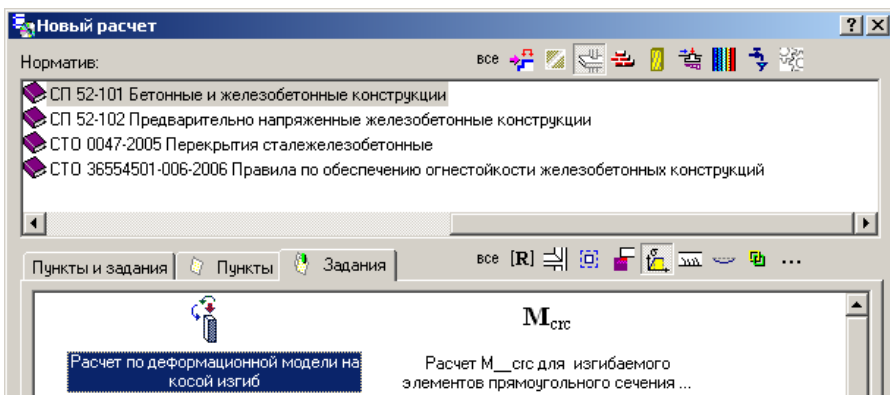 Новый расчет
Норматив:
все
СП 52-101 Бетонные и железобетонные конструкции
СП 52-102 Предварительно напряженные железобетонные конструкции
СТО 0047-2005 Перекрытия сталежелезобетонные
СТО 36554501-006-2006 Правила по обеспечению огнестойкости железобетонных конструкций
Пункты и задания Пункты Задания все [R] σ ...
M_crc
Расчет по деформационной модели на косой изгиб
Расчет M__crc для изгибаемого
элементов прямоугольного сечения ...